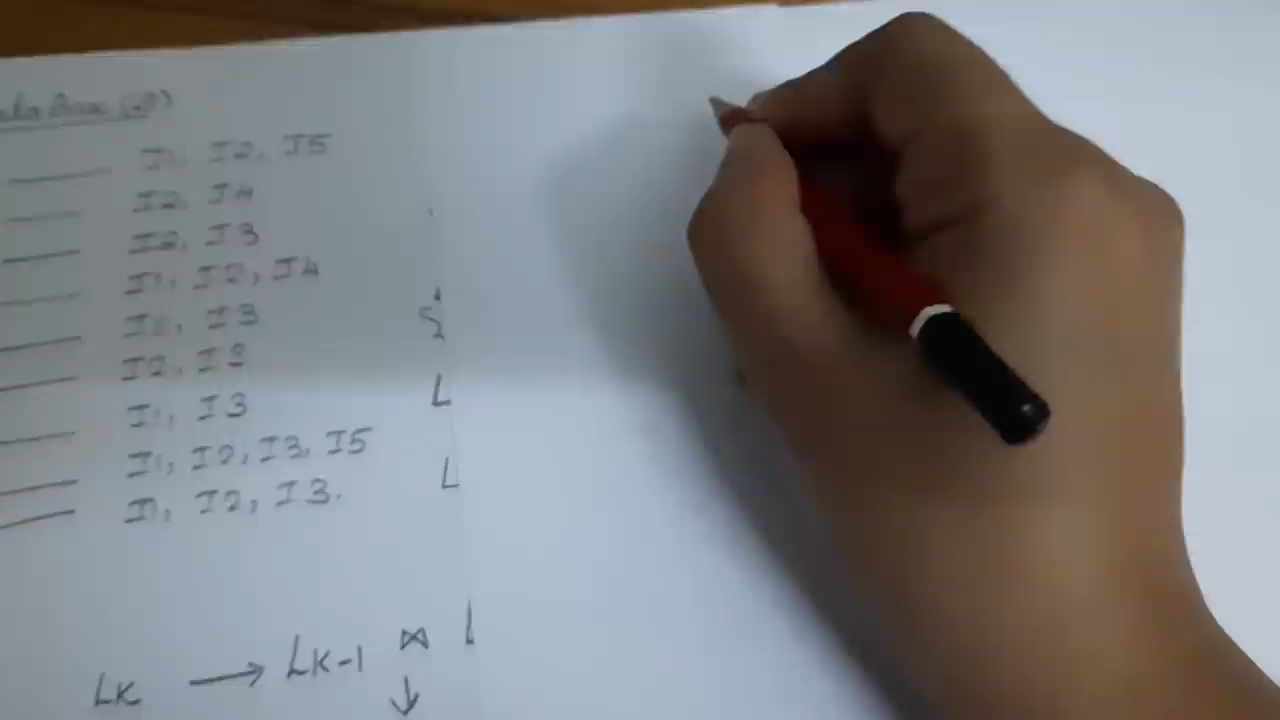 I1, I2, I5
I2, I4
I2, I3
I1, I2, I4
I1, I3
I2, I3
I1, I3
I1, I2, I3, I5
I1, I2, I3.
L
L
LK → LK-1 ⋈ L
↓